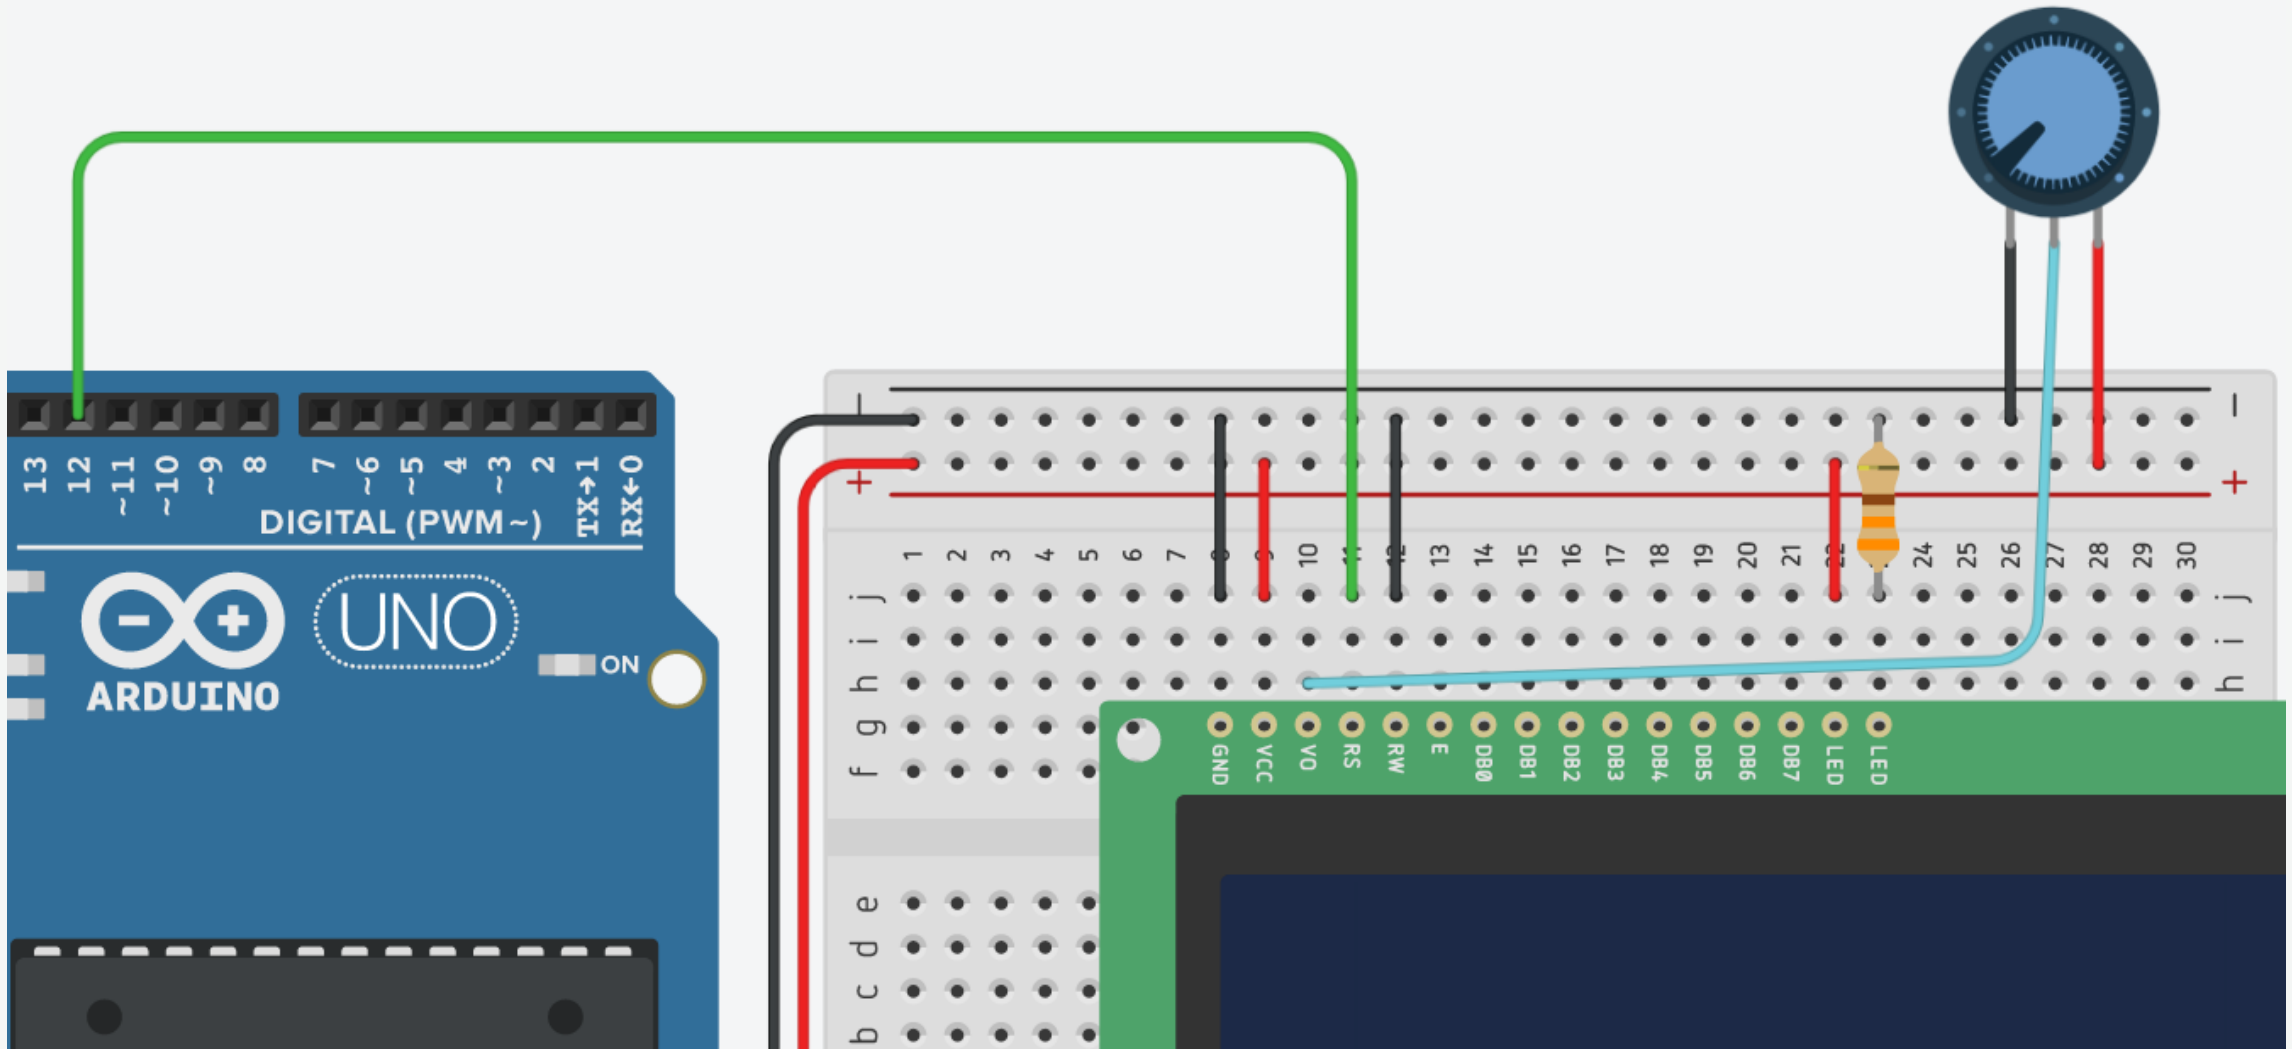 13 12 ~11 ~10 ~9 8 7 ~6 ~5 4 ~3 2 TX→1 RX←0
DIGITAL (PWM ~)
UNO
ON
ARDUINO
− −
+ +
1 2 3 4 5 6 7 8 9 10 11 12 13 14 15 16 17 18 19 20 21 22 24 25 26 27 28 29 30
j j
i i
h h
g
f
GND VCC VO RS RW E DB0 DB1 DB2 DB3 DB4 DB5 DB6 DB7 LED LED
e
d
c
b